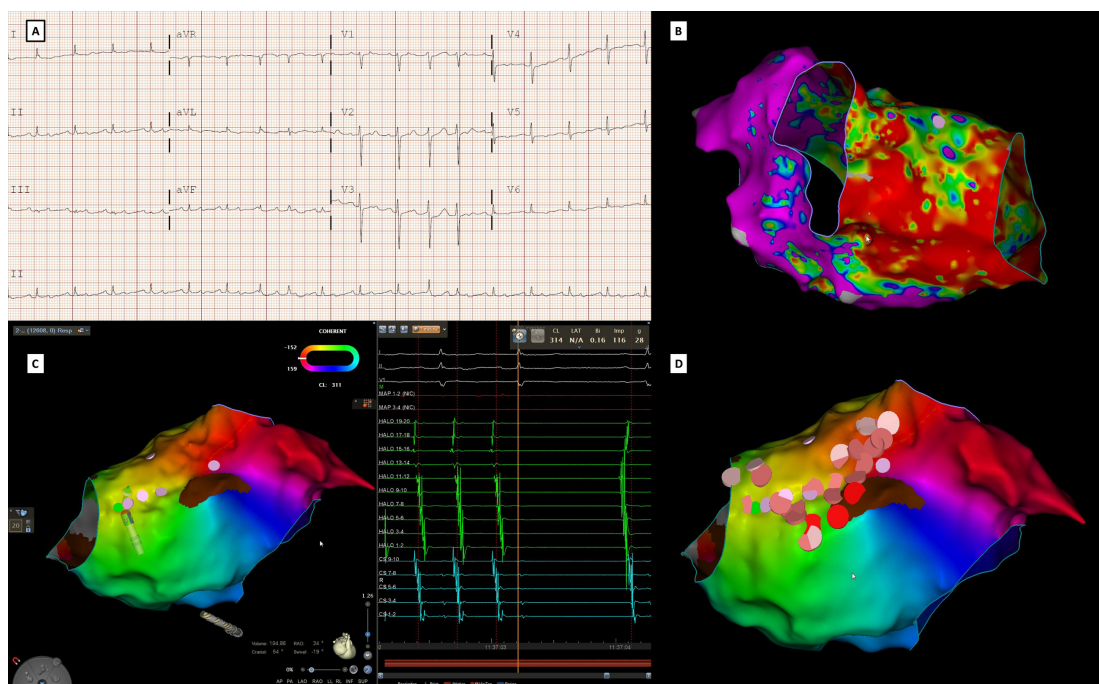 A
I
aVR
V1
V4
II
aVL
V2
V5
III
aVF
V3
V6
II
B
C
2-... (12608, 0) Resp
COHERENT
-152
159
CL: 311
20
1.26
Volume: 194.86 RAO 34 °
Cranial: 54 ° Swivel: -19 °
0%
AP PA LAO RAO LL RL INF SUP
CL LAT Bi Imp g
314 N/A 0.16 116 28
I
II
V1
M
MAP 1-2 (NIC)
MAP 3-4 (NIC)
HALO 19-20
HALO 17-18
HALO 15-16
HALO 13-14
HALO 11-12
HALO 9-10
HALO 7-8
HALO 5-6
HALO 3-4
HALO 1-2
CS 9-10
CS 7-8
R
CS 5-6
CS 3-4
CS 1-2
11:37:03
11:37:04
D